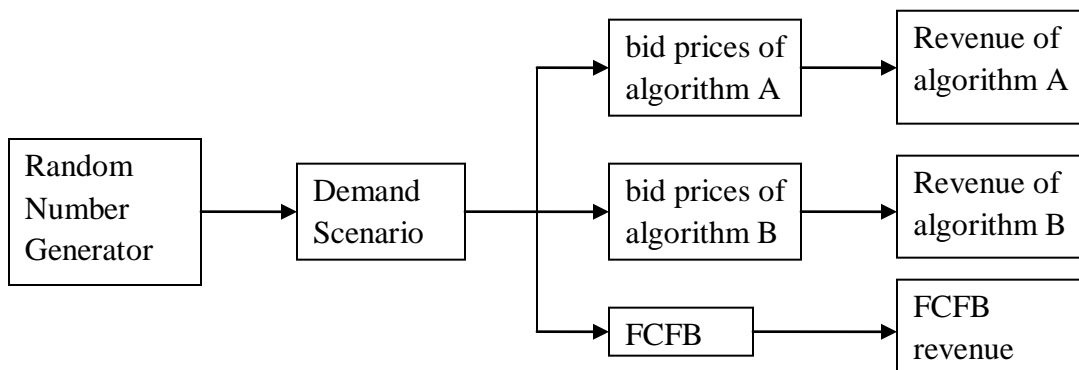 Random
Number
Generator
Demand
Scenario
bid prices of
algorithm A
Revenue of
algorithm A
bid prices of
algorithm B
Revenue of
algorithm B
FCFB
FCFB
revenue